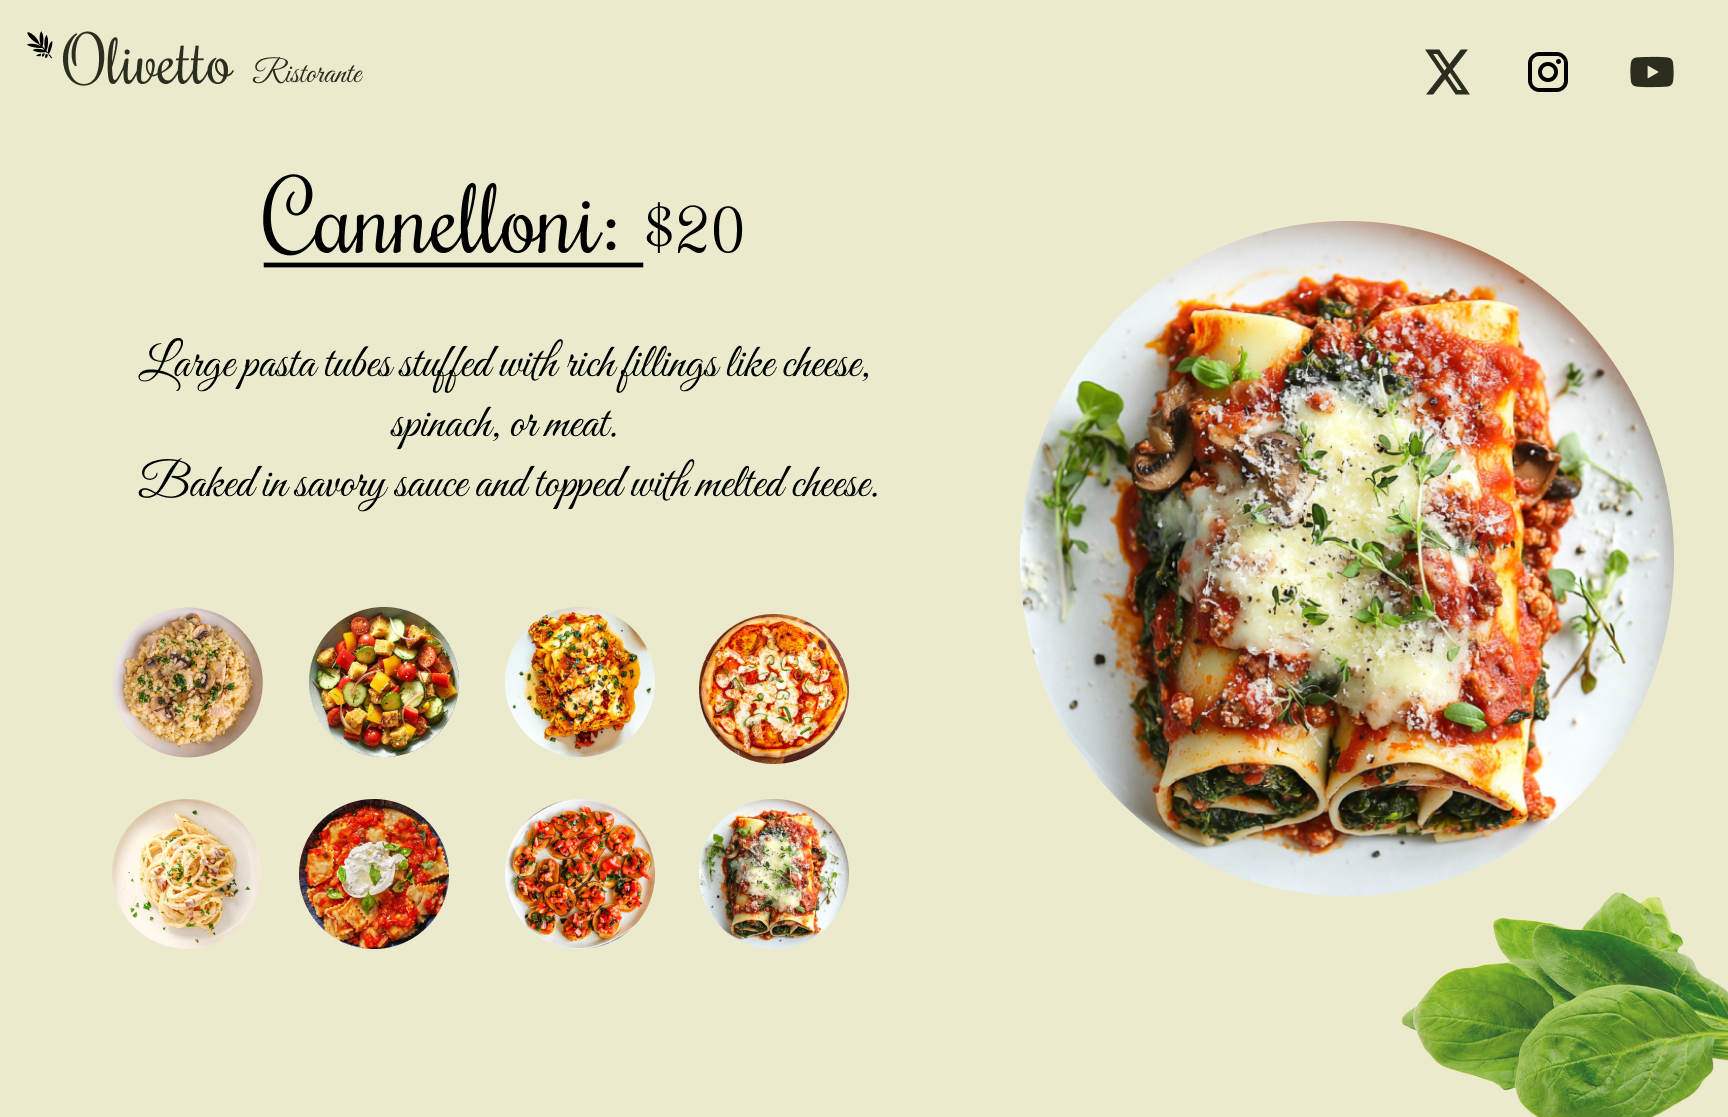 Olivetto Ristorante
Cannelloni: $20
Large pasta tubes stuffed with rich fillings like cheese,
spinach, or meat.
Baked in savory sauce and topped with melted cheese.